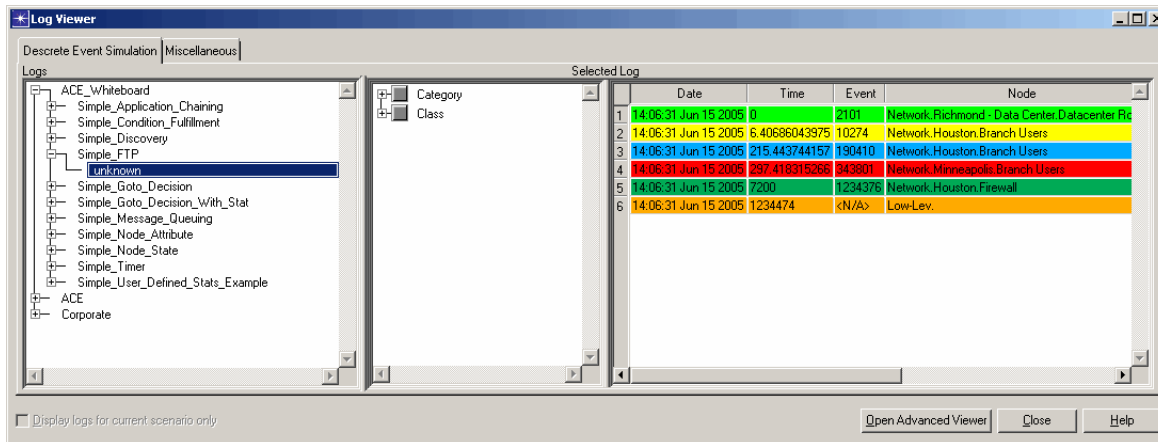 Log Viewer
Descrete Event Simulation Miscellaneous
Logs
Selected Log
ACE_Whiteboard
Simple_Application_Chaining
Simple_Condition_Fulfillment
Simple_Discovery
Simple_FTP
unknown
Simple_Goto_Decision
Simple_Goto_Decision_With_Stat
Simple_Message_Queuing
Simple_Node_Attribute
Simple_Node_State
Simple_Timer
Simple_User_Defined_Stats_Example
ACE
Corporate
Category
Class
Date Time Event Node
1 14:06:31 Jun 15 2005 0 2101 Network.Richmond - Data Center.Datacenter Rc
2 14:06:31 Jun 15 2005 6.40686043975 10274 Network.Houston.Branch Users
3 14:06:31 Jun 15 2005 215.443744157 190410 Network.Houston.Branch Users
4 14:06:31 Jun 15 2005 297.418315266 343801 Network.Minneapolis.Branch Users
5 14:06:31 Jun 15 2005 7200 1234376 Network.Houston.Firewall
6 14:06:31 Jun 15 2005 1234474 <N/A> Low-Lev.
Display logs for current scenario only
Open Advanced Viewer Close Help